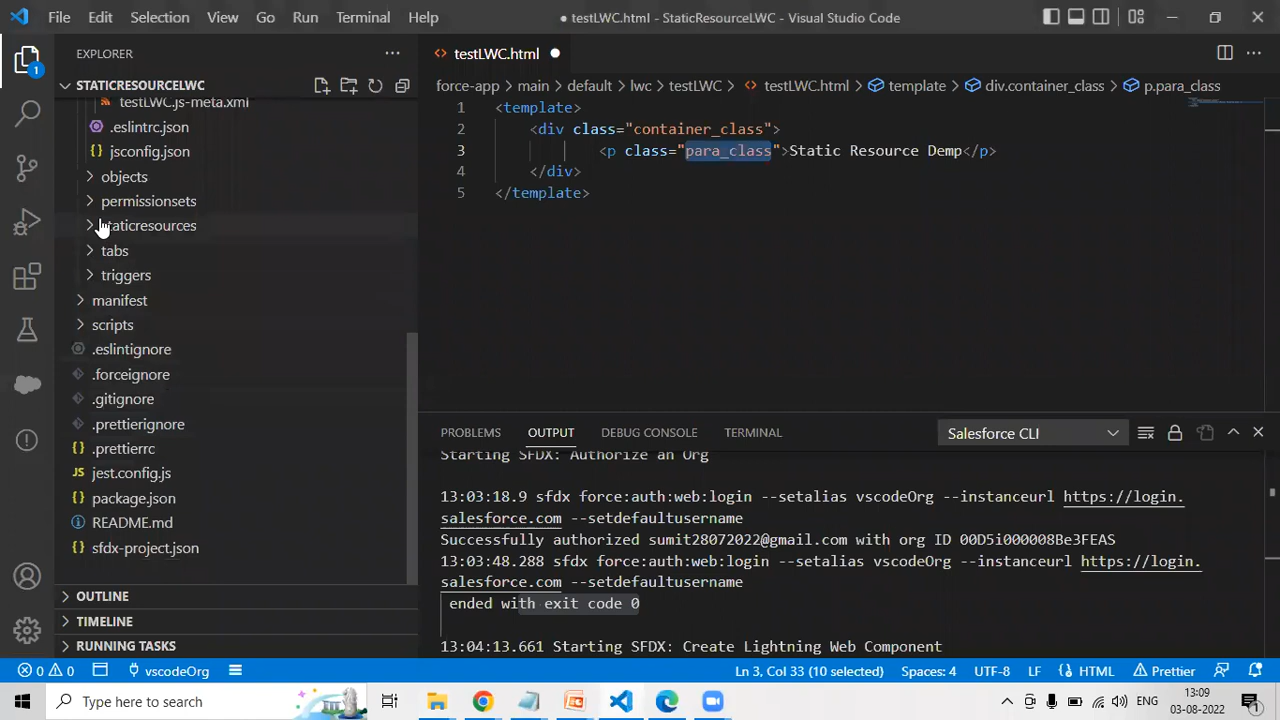 File Edit Selection View Go Run Terminal Help
● testLWC.html - StaticResourceLWC - Visual Studio Code
EXPLORER
STATICRESOURCELWC
testLWC.js-meta.xml
.eslintrc.json
jsconfig.json
objects
permissionsets
staticresources
tabs
triggers
manifest
scripts
.eslintignore
.forceignore
.gitignore
.prettierignore
.prettierrc
jest.config.js
package.json
README.md
sfdx-project.json
OUTLINE
TIMELINE
RUNNING TASKS
1
testLWC.html
force-app > main > default > lwc > testLWC > testLWC.html > template > div.container_class > p.para_class
1 <template>
2 <div class="container_class">
3 <p class="para_class">Static Resource Demp</p>
4 </div>
5 </template>
PROBLEMS OUTPUT DEBUG CONSOLE TERMINAL
Salesforce CLI
Starting SFDX: Authorize an Org
13:03:18.9 sfdx force:auth:web:login --setalias vscodeOrg --instanceurl https://login.
salesforce.com --setdefaultusername
Successfully authorized sumit28072022@gmail.com with org ID 00D5i000008Be3FEAS
13:03:48.288 sfdx force:auth:web:login --setalias vscodeOrg --instanceurl https://login.
salesforce.com --setdefaultusername
ended with exit code 0
13:04:13.661 Starting SFDX: Create Lightning Web Component
0 0 vscodeOrg
Ln 3, Col 33 (10 selected) Spaces: 4 UTF-8 LF HTML Prettier
Type here to search
ENG
13:09
03-08-2022
1